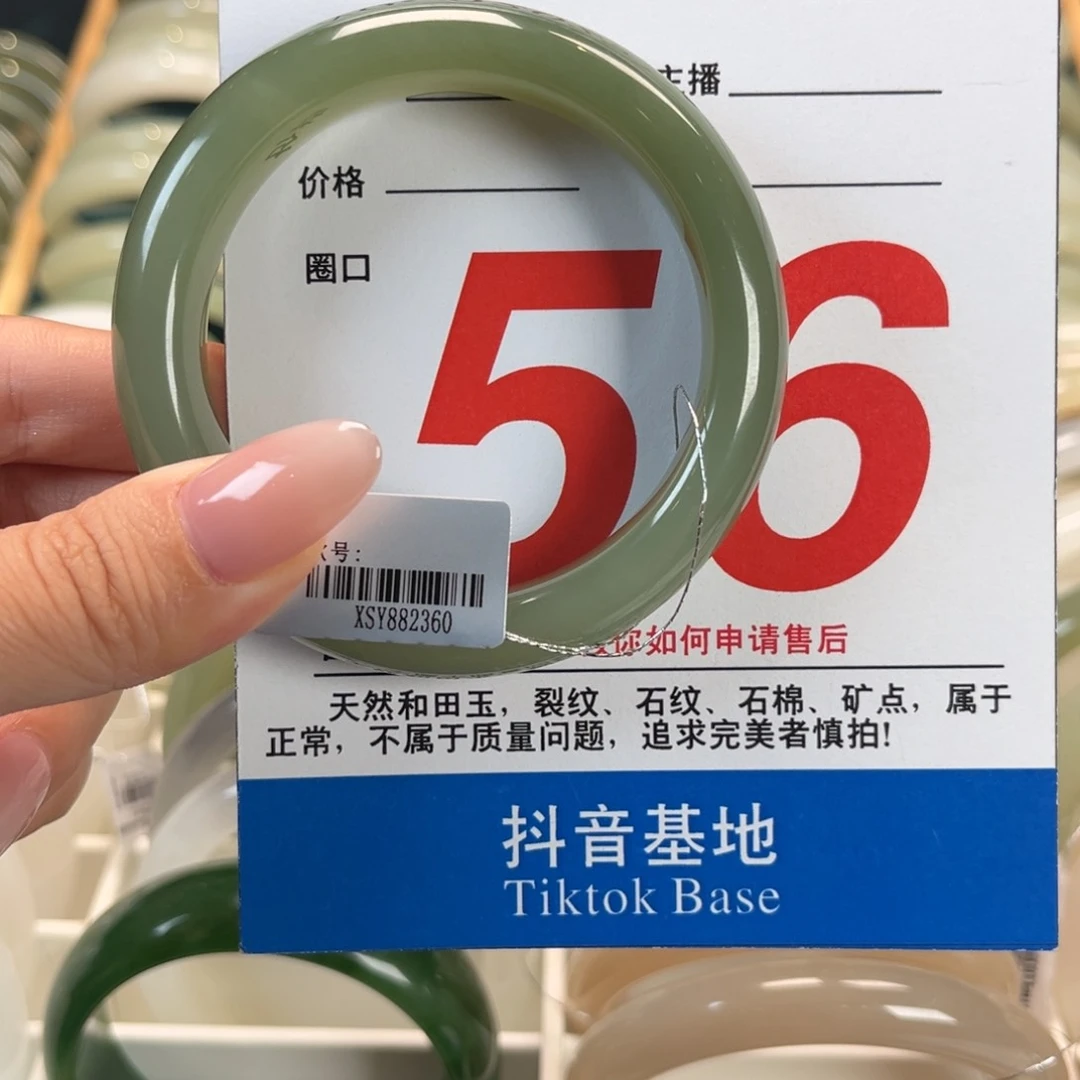 主播
价格
圈口
56
号:
XSY882360
你如何申请售后
天然和田玉，裂纹、石纹、石棉、矿点，属于
正常，不属于质量问题，追求完美者慎拍!
抖音基地
Tiktok Base